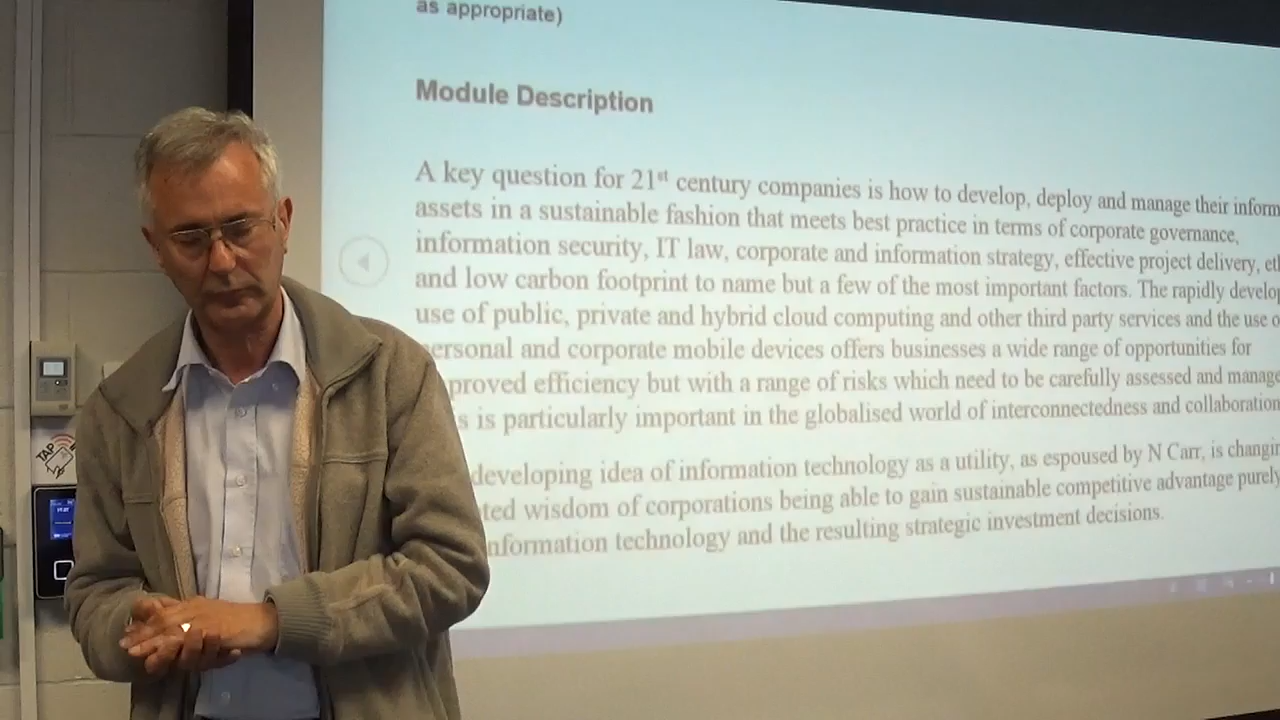 as appropriate)
Module Description
A key question for 21st century companies is how to develop, deploy and manage their inform
assets in a sustainable fashion that meets best practice in terms of corporate governance,
information security, IT law, corporate and information strategy, effective project delivery, eth
and low carbon footprint to name but a few of the most important factors. The rapidly develop
use of public, private and hybrid cloud computing and other third party services and the use o
ersonal and corporate mobile devices offers businesses a wide range of opportunities for
proved efficiency but with a range of risks which need to be carefully assessed and manage
s is particularly important in the globalised world of interconnectedness and collaboration
developing idea of information technology as a utility, as espoused by N Carr, is changin
ted wisdom of corporations being able to gain sustainable competitive advantage purely
nformation technology and the resulting strategic investment decisions.
TAP